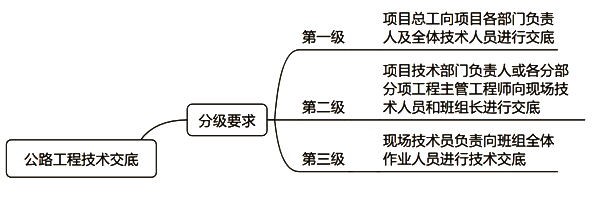 公路工程技术交底
分级要求
第一级
项目总工向项目各部门负责
人及全体技术人员进行交底
第二级
项目技术部门负责人或各分部
分项工程主管工程师向现场技
术人员和班组长进行交底
第三级
现场技术员负责向班组全体
作业人员进行技术交底